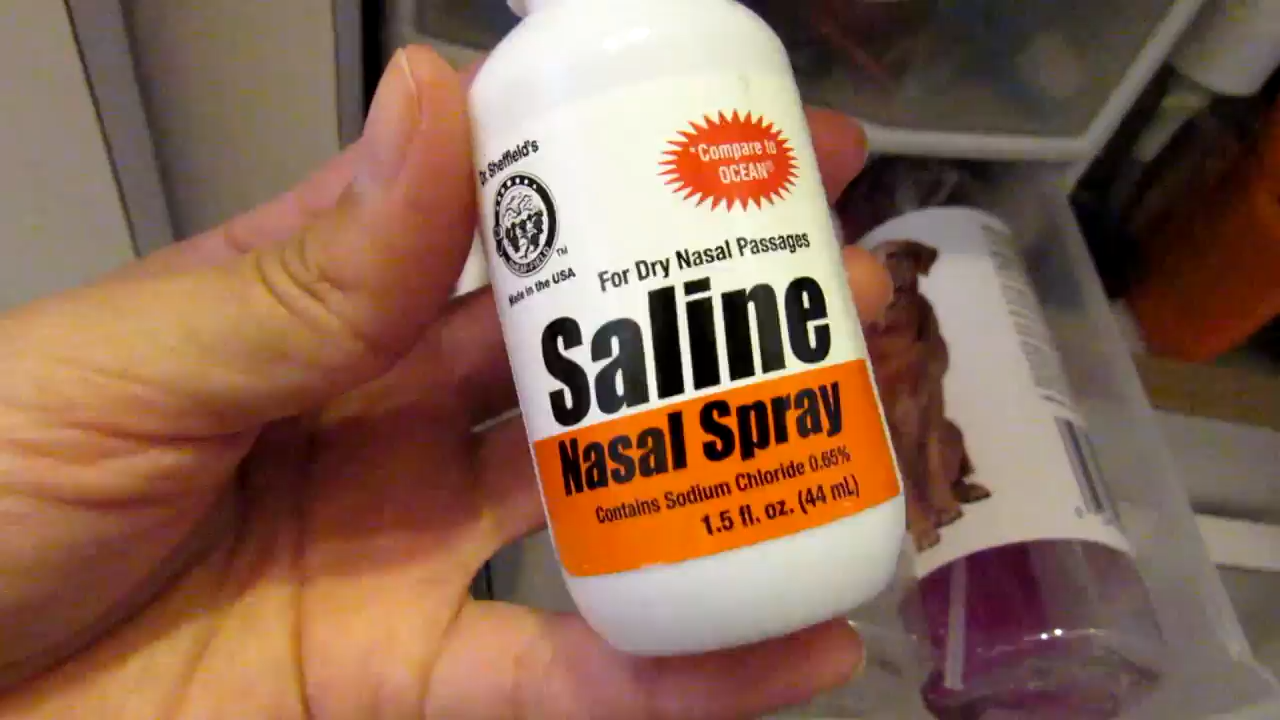 Dr. Sheffield's
Made in the USA
*Compare to
OCEAN®
For Dry Nasal Passages
Saline
Nasal Spray
Contains Sodium Chloride 0.65%
1.5 fl. oz. (44 mL)
TM